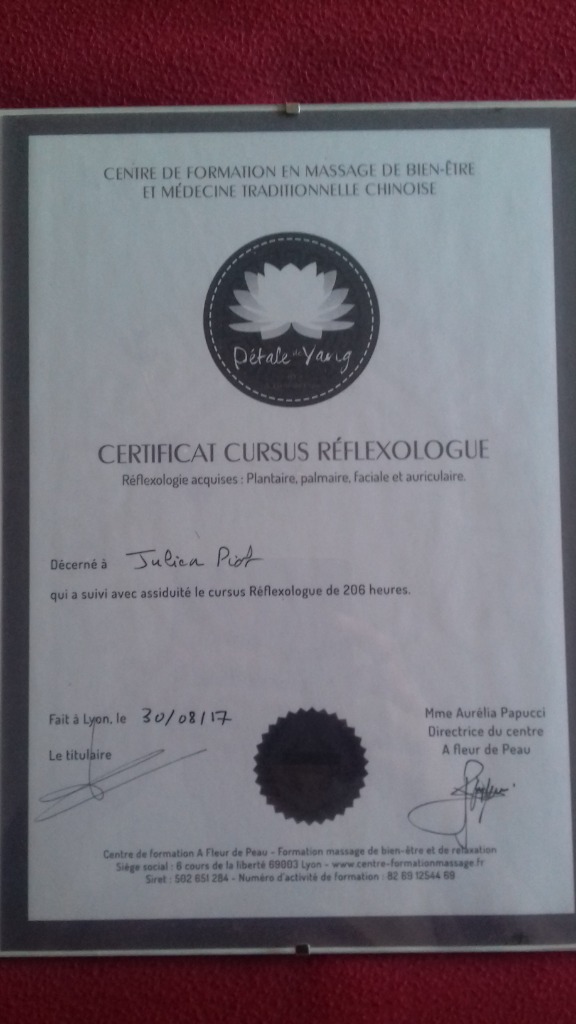 CENTRE DE FORMATION EN MASSAGE DE BIEN-ÊTRE
ET MÉDECINE TRADITIONNELLE CHINOISE
Pétale de Yang
CERTIFICAT CURSUS RÉFLEXOLOGUE
Réflexologie acquises : Plantaire, palmaire, faciale et auriculaire.
Décerné à Julien Piot
qui a suivi avec assiduité le cursus Réflexologue de 206 heures.
Fait à Lyon, le 30/08/17
Le titulaire
Mme Aurélia Papucci
Directrice du centre
A fleur de Peau
Centre de formation A Fleur de Peau - Formation massage de bien-être et de relaxation
Siège social : 6 cours de la liberté 69003 Lyon - www.centre-formationmassage.fr
Siret : 502 651 284 - Numéro d'activité de formation : 82 69 12544 69